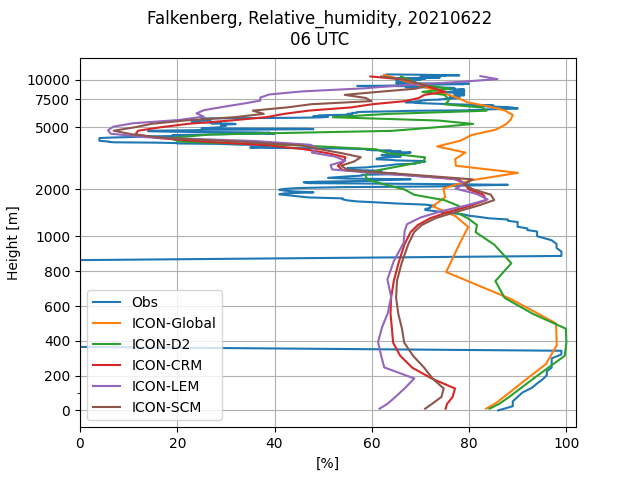 Falkenberg, Relative_humidity, 20210622
06 UTC
10000
7500
5000
2000
1000
800
600
400
200
0
Height [m]
Obs
ICON-Global
ICON-D2
ICON-CRM
ICON-LEM
ICON-SCM
0 20 40 60 80 100
[%]